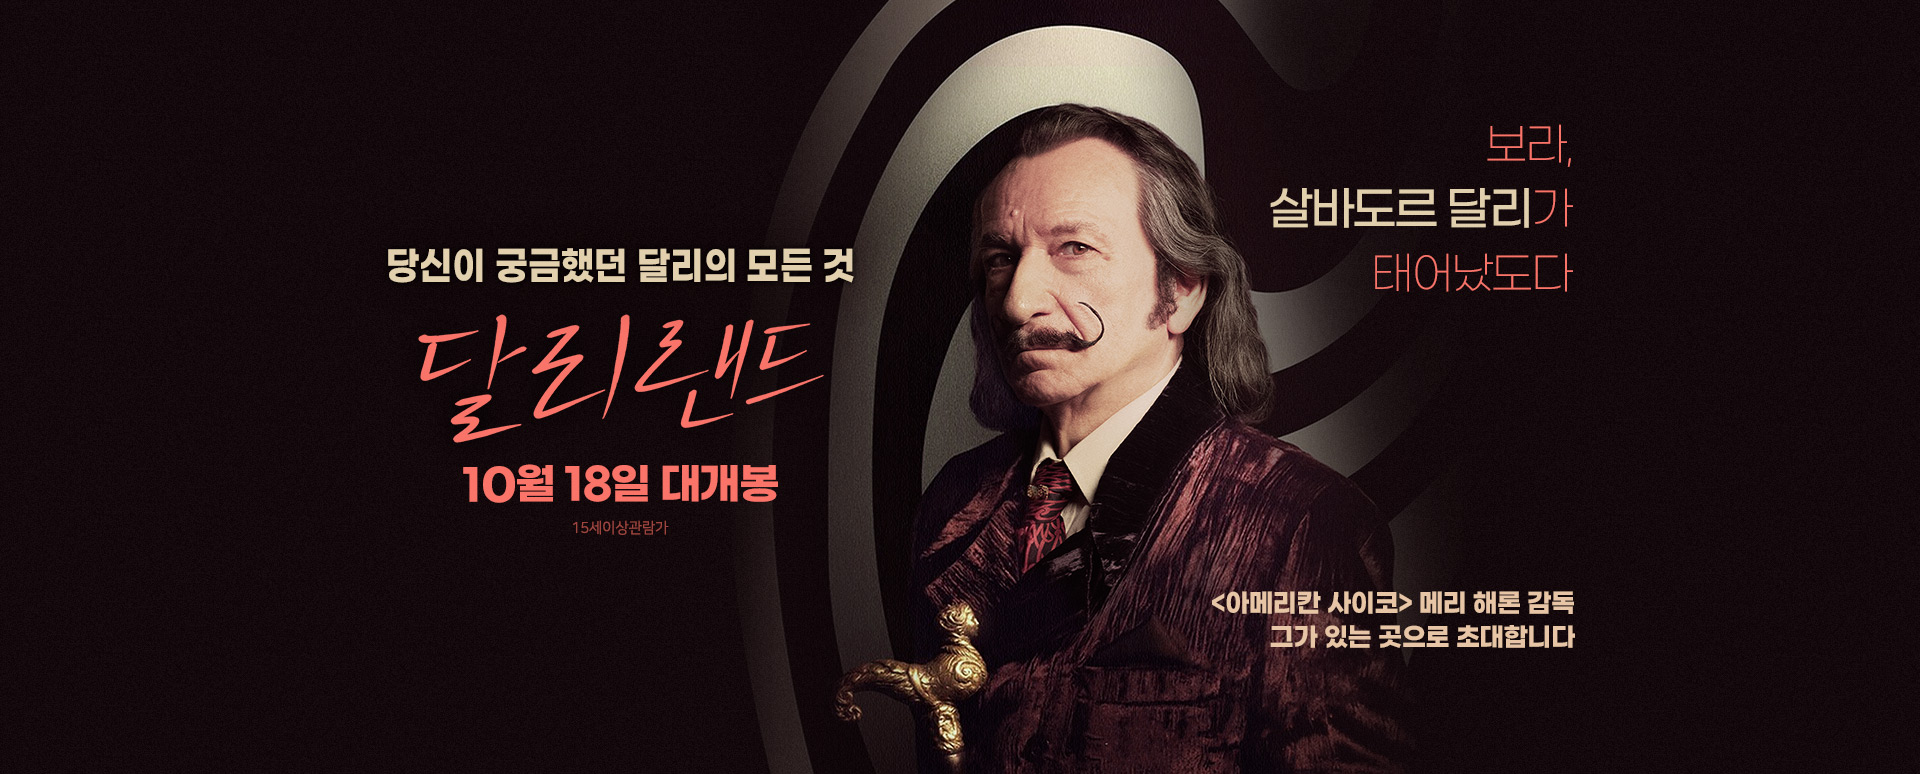 당신이 궁금했던 달리의 모든 것
달리랜드
10월 18일 대개봉
15세이상관람가
보라,
살바도르 달리가
태어났도다
<아메리칸 사이코> 메리 해론 감독
그가 있는 곳으로 초대합니다